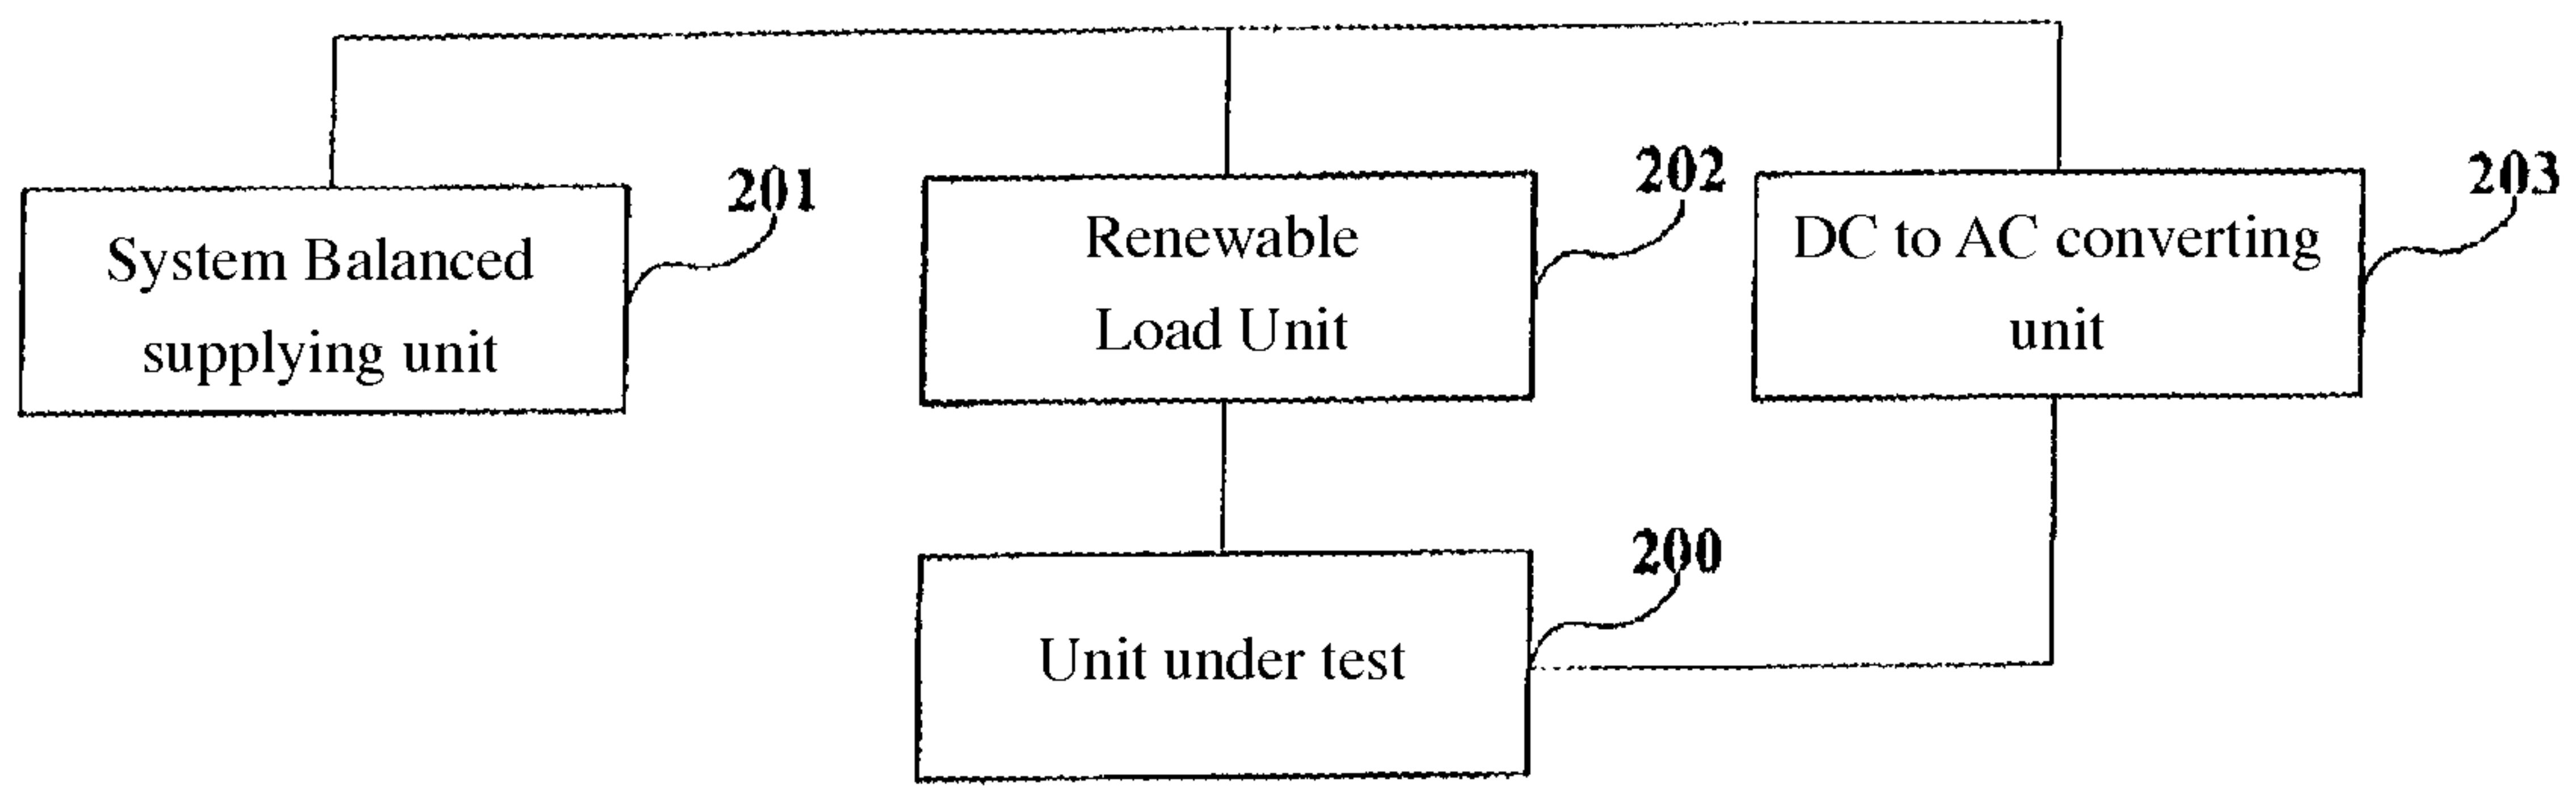 201
System Balanced
supplying unit
202
Renewable
Load Unit
203
DC to AC converting
unit
200
Unit under test